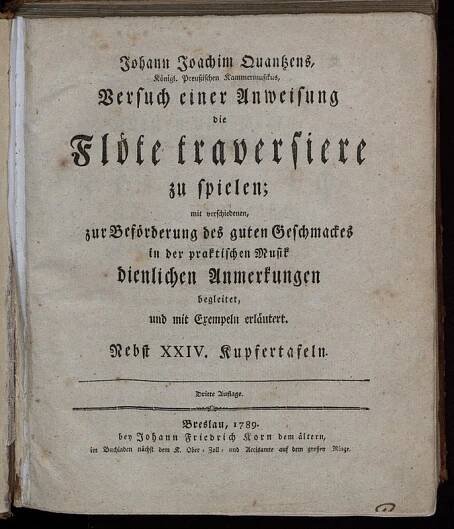 Johann Joachim Quantzens,
Königl. Preußischen Kammermusikus,
Versuch einer Anweisung
die
Flöte traversiere
zu spielen;
mit verschiedenen,
zur Beförderung des guten Geschmackes
in der praktischen Musik
dienlichen Anmerkungen
begleitet,
und mit Exempeln erläutert.
Nebst XXIV. Kupfertafeln.
Dritte Auflage.
Breslau, 1789.
bey Johann Friedrich Korn dem ältern,
im Buchladen nächst dem K. Ober-Zoll- und Accisamte auf dem großen Ringe.